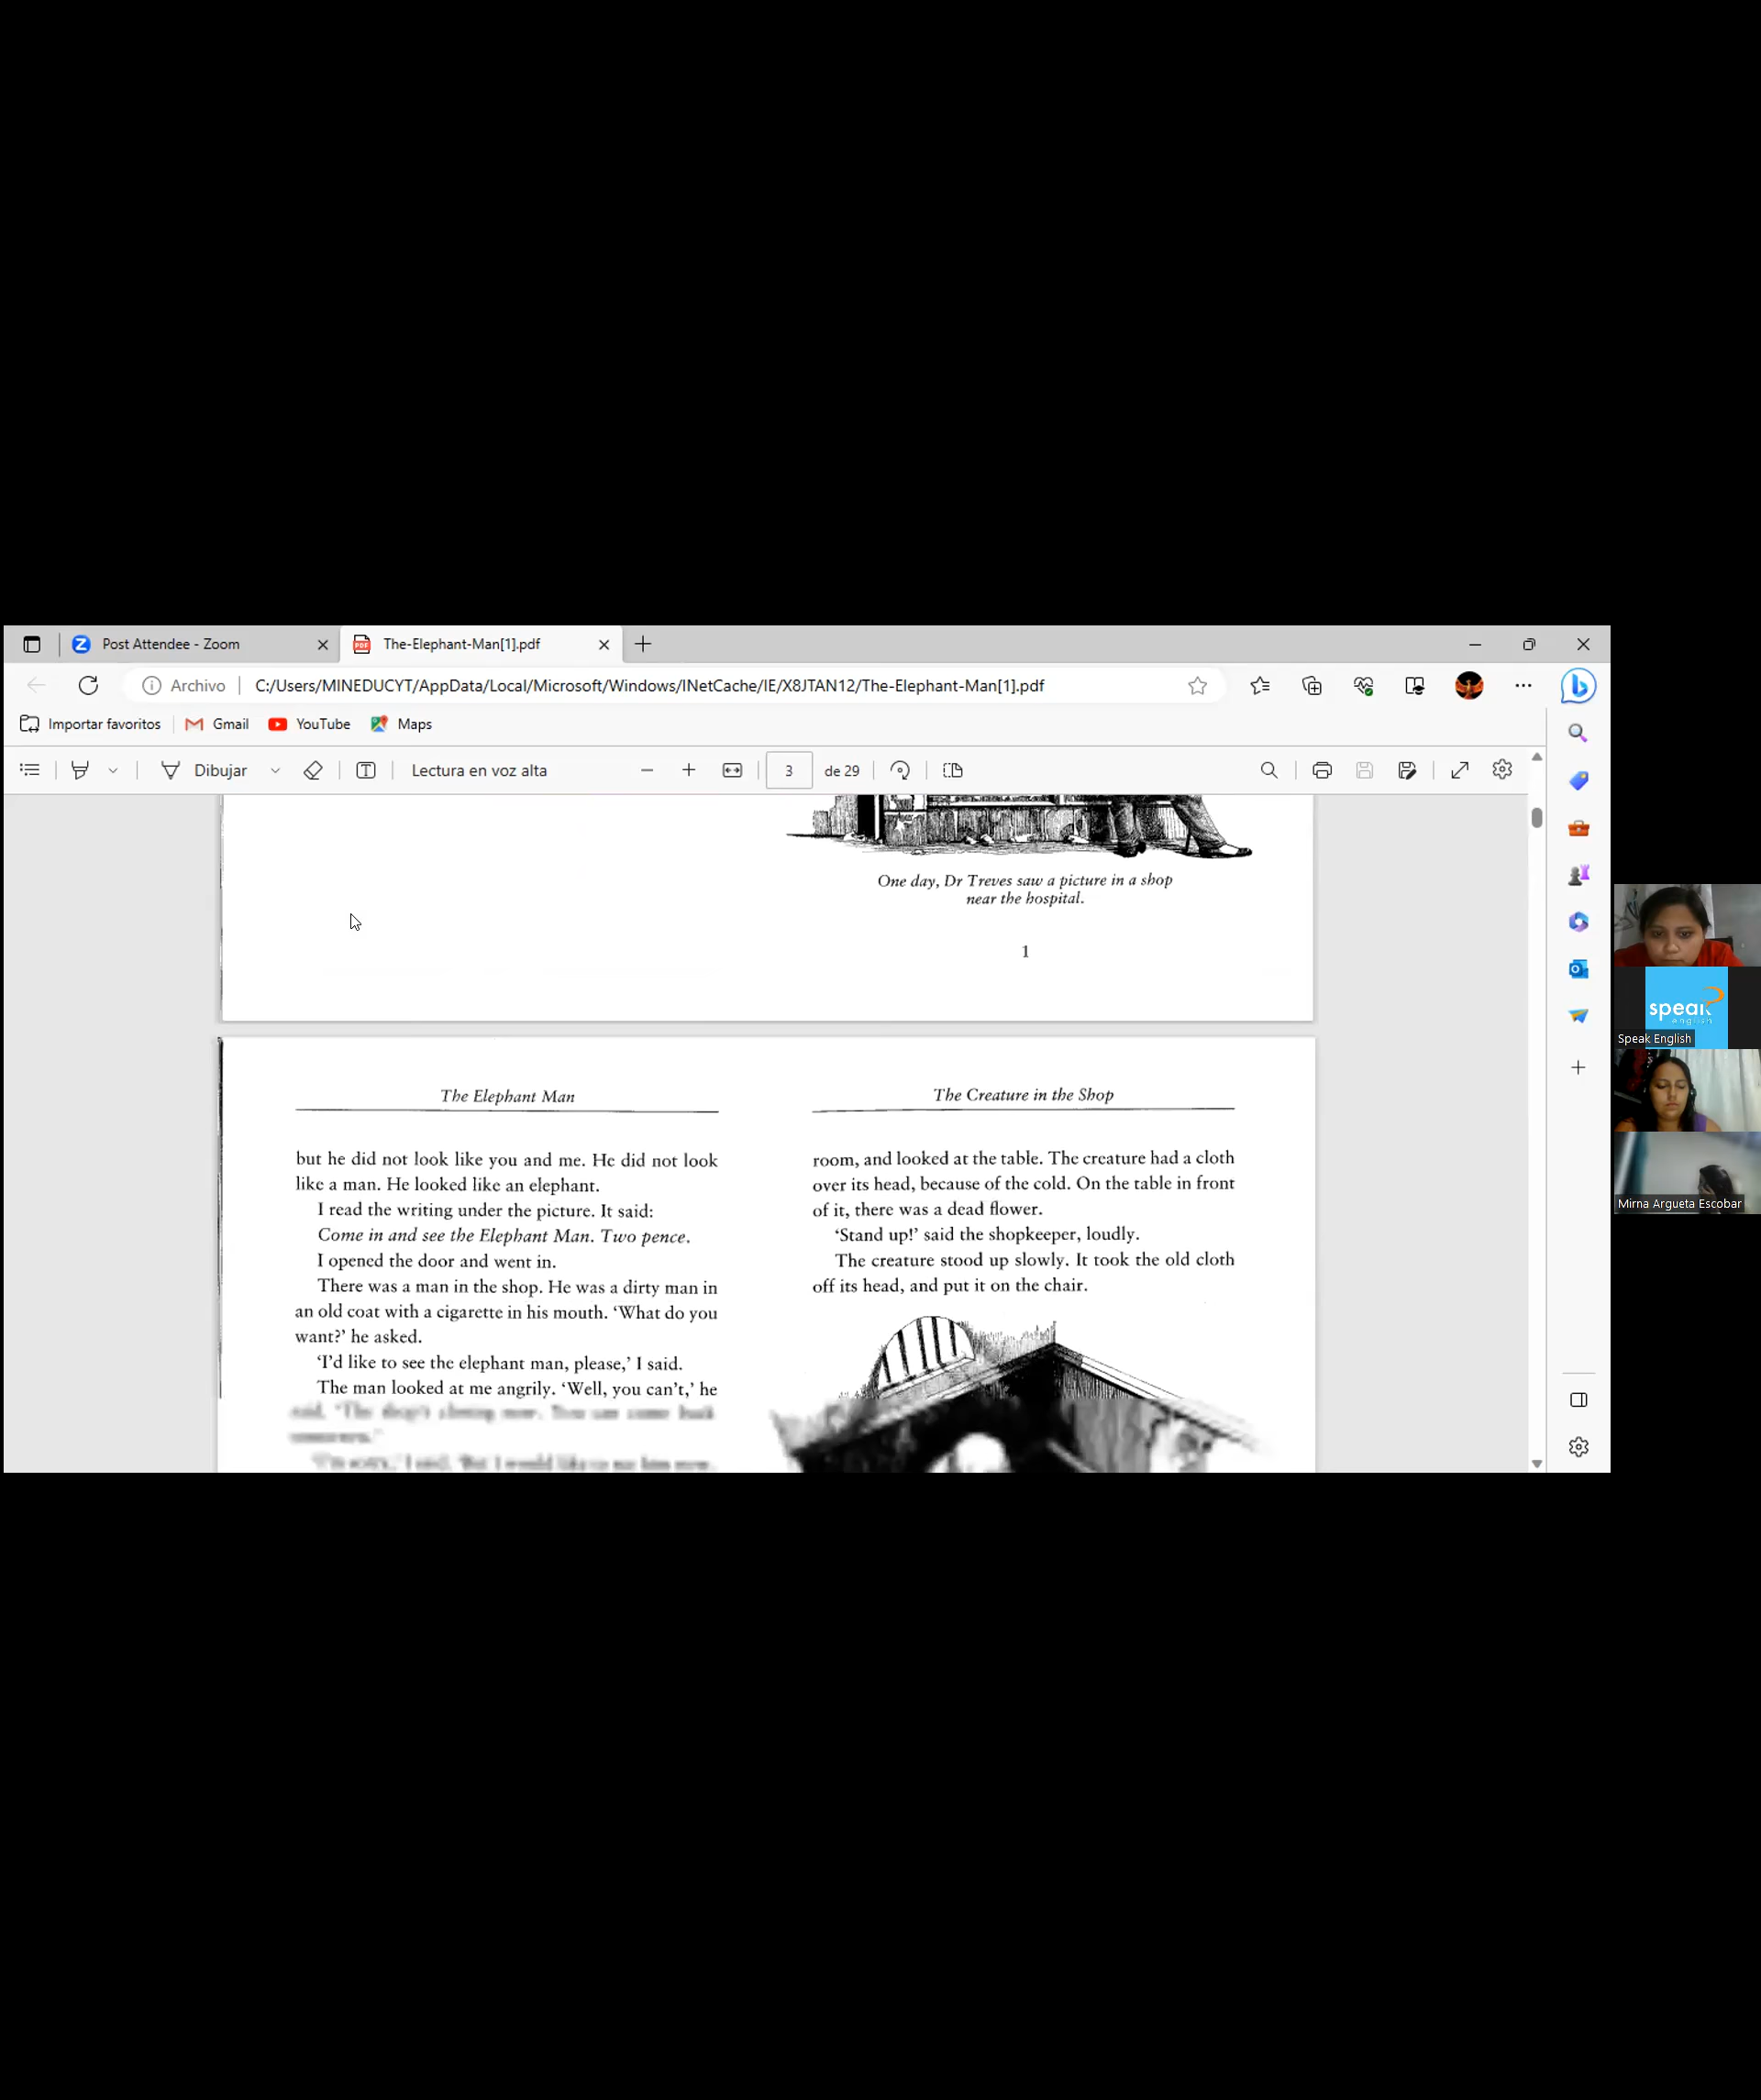 Post Attendee - Zoom
The-Elephant-Man[1].pdf
Archivo
C:/Users/MINEDUCYT/AppData/Local/Microsoft/Windows/INetCache/IE/X8JTAN12/The-Elephant-Man[1].pdf
Importar favoritos
Gmail
YouTube
Maps
Dibujar
Lectura en voz alta
3
de 29
One day, Dr Treves saw a picture in a shop
near the hospital.
1
The Elephant Man
but he did not look like you and me. He did not look
like a man. He looked like an elephant.
I read the writing under the picture. It said:
Come in and see the Elephant Man. Two pence.
I opened the door and went in.
There was a man in the shop. He was a dirty man in
an old coat with a cigarette in his mouth. ‘What do you
want?’ he asked.
‘I’d like to see the elephant man, please,’ I said.
The man looked at me angrily. ‘Well, you can’t,’ he
The Creature in the Shop
room, and looked at the table. The creature had a cloth
over its head, because of the cold. On the table in front
of it, there was a dead flower.
‘Stand up!’ said the shopkeeper, loudly.
The creature stood up slowly. It took the old cloth
off its head, and put it on the chair.
speak
english
Speak English
Mirna Argueta Escobar